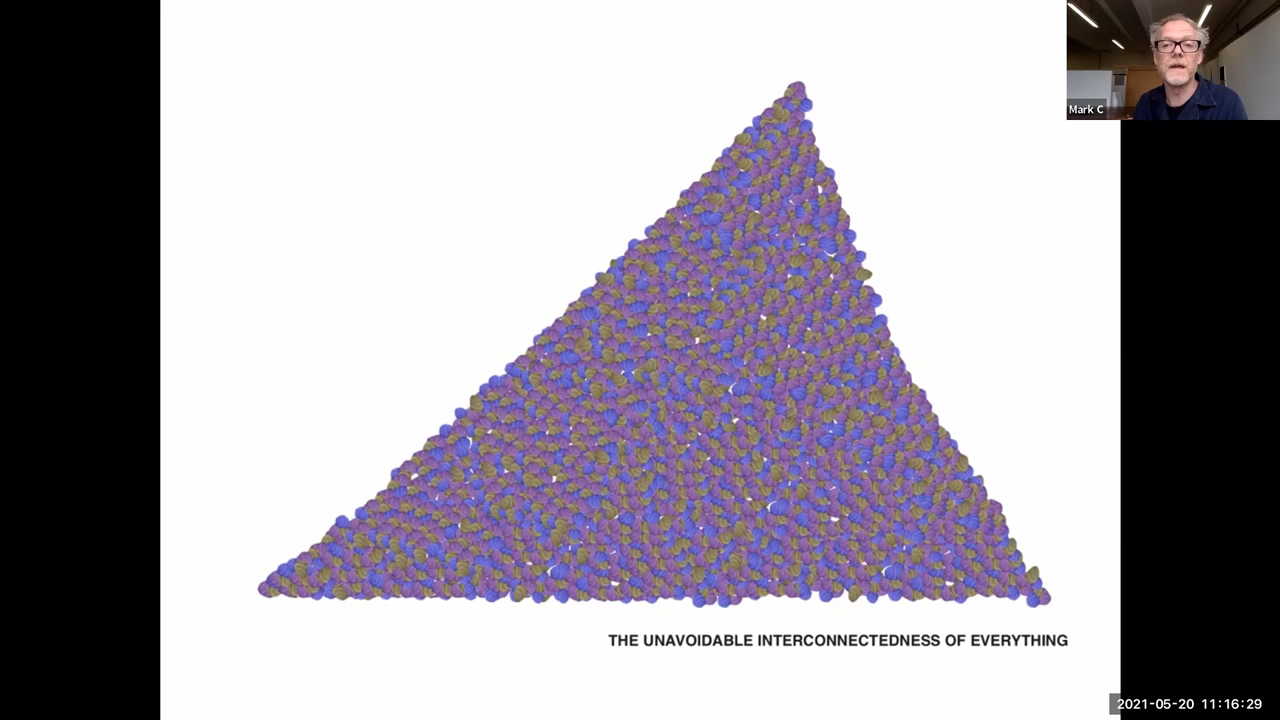 Mark C
THE UNAVOIDABLE INTERCONNECTEDNESS OF EVERYTHING
2021-05-20 11:16:29